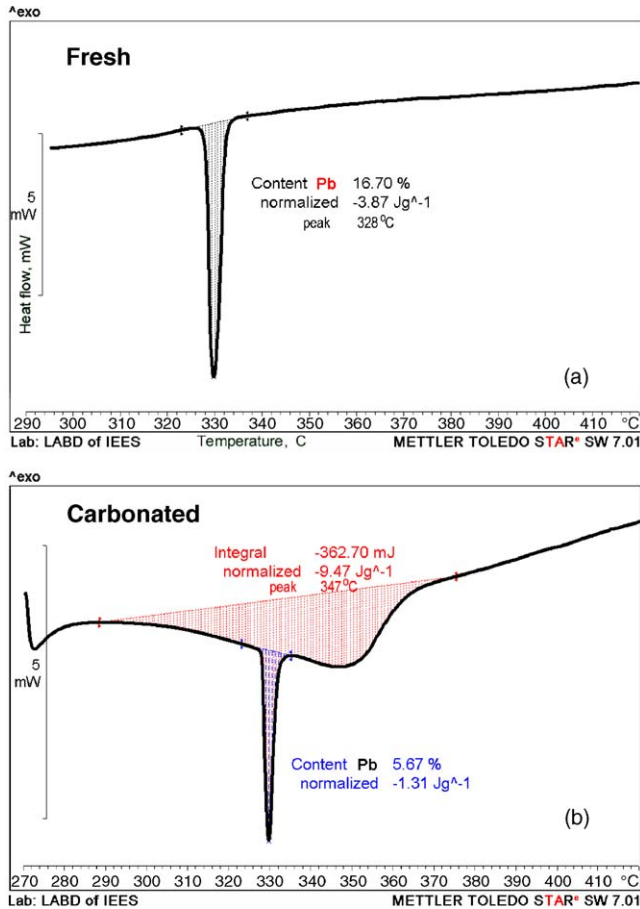 ^exo
Fresh
5
mW
Heat flow, mW
Content Pb 16.70 %
normalized -3.87 Jg^-1
peak 328 °C
(a)
290 300 310 320 330 340 350 360 370 380 390 400 410 °C
Lab: LABD of IEES Temperature, C METTLER TOLEDO STARᵉ SW 7.01
^exo
Carbonated
Integral -362.70 mJ
normalized -9.47 Jg^-1
peak 347°C
5
mW
Content Pb 5.67 %
normalized -1.31 Jg^-1
(b)
270 280 290 300 310 320 330 340 350 360 370 380 390 400 410 °C
Lab: LABD of IEES METTLER TOLEDO STARᵉ SW 7.01